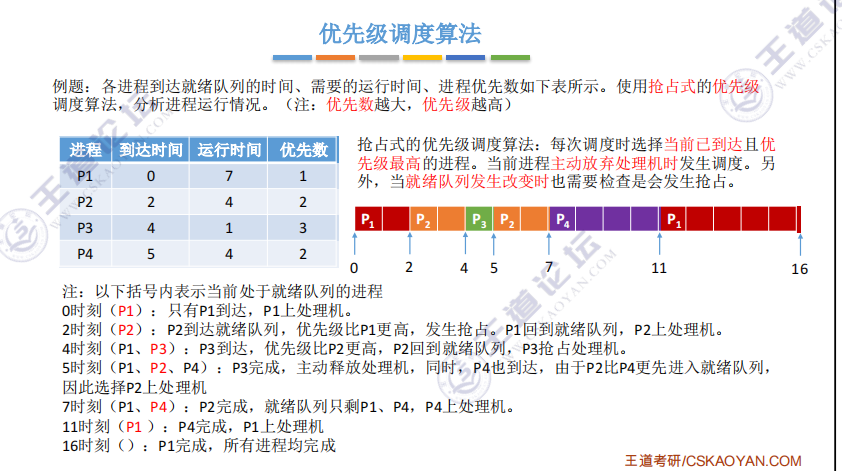 优先级调度算法
例题：各进程到达就绪队列的时间、需要的运行时间、进程优先数如下表所示。使用抢占式的优先级
调度算法，分析进程运行情况。（注：优先数越大，优先级越高）
进程 到达时间 运行时间 优先数
P1 0 7 1
P2 2 4 2
P3 4 1 3
P4 5 4 2
抢占式的优先级调度算法：每次调度时选择当前已到达且优
先级最高的进程。当前进程主动放弃处理机时发生调度。另
外，当就绪队列发生改变时也需要检查是会发生抢占。
P1 P2 P3 P2 P4 P1
0 2 4 5 7 11 16
注：以下括号内表示当前处于就绪队列的进程
0时刻（P1）：只有P1到达，P1上处理机。
2时刻（P2）：P2到达就绪队列，优先级比P1更高，发生抢占。P1回到就绪队列，P2上处理机。
4时刻（P1、P3）：P3到达，优先级比P2更高，P2回到就绪队列，P3抢占处理机。
5时刻（P1、P2、P4）：P3完成，主动释放处理机，同时，P4也到达，由于P2比P4更先进入就绪队列，
因此选择P2上处理机
7时刻（P1、P4）：P2完成，就绪队列只剩P1、P4，P4上处理机。
11时刻（P1 ）：P4完成，P1上处理机
16时刻（）：P1完成，所有进程均完成
王道考研/CSKAOYAN.COM
王道论坛
WWW.CSKAOYAN.COM